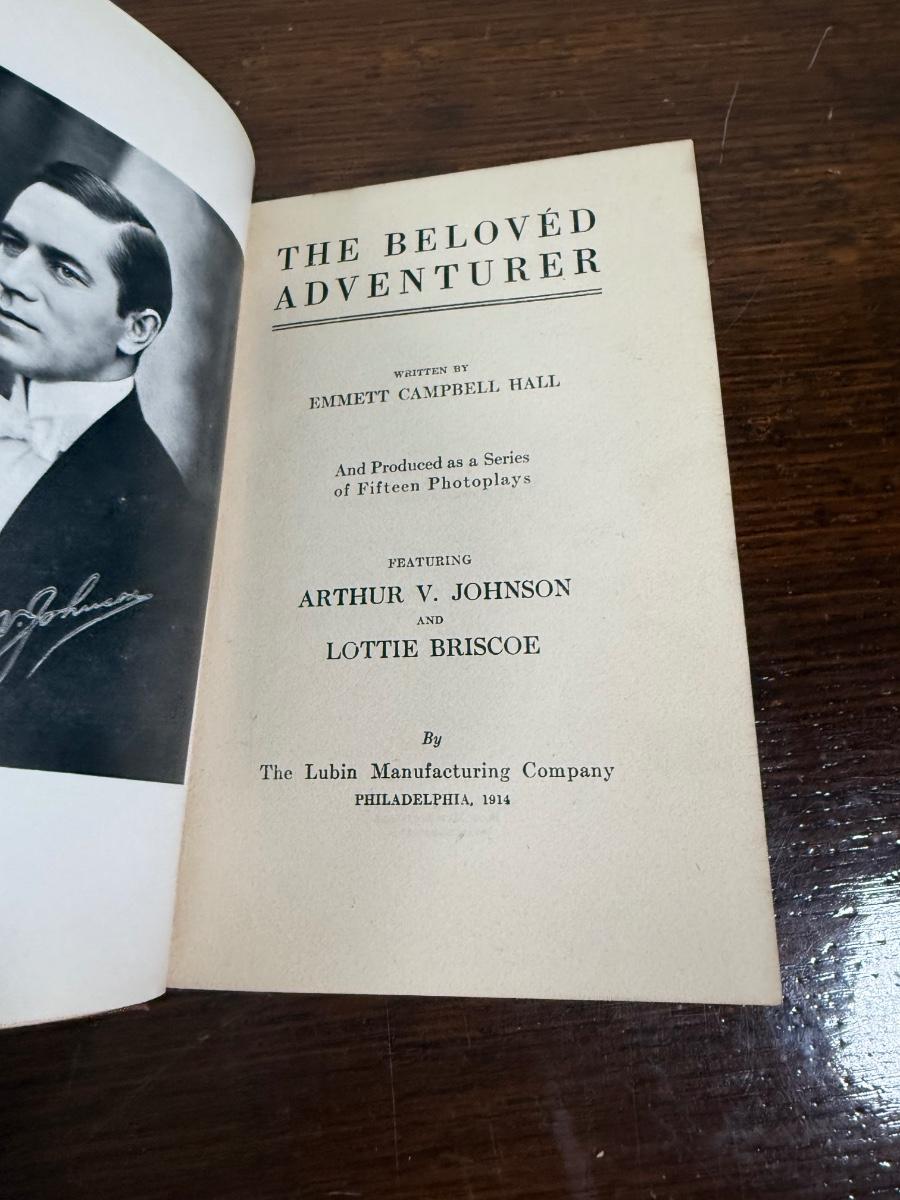 V. Johnson
THE BELOVÉD
ADVENTURER
WRITTEN BY
EMMETT CAMPBELL HALL
And Produced as a Series
of Fifteen Photoplays
FEATURING
ARTHUR V. JOHNSON
AND
LOTTIE BRISCOE
By
The Lubin Manufacturing Company
PHILADELPHIA, 1914